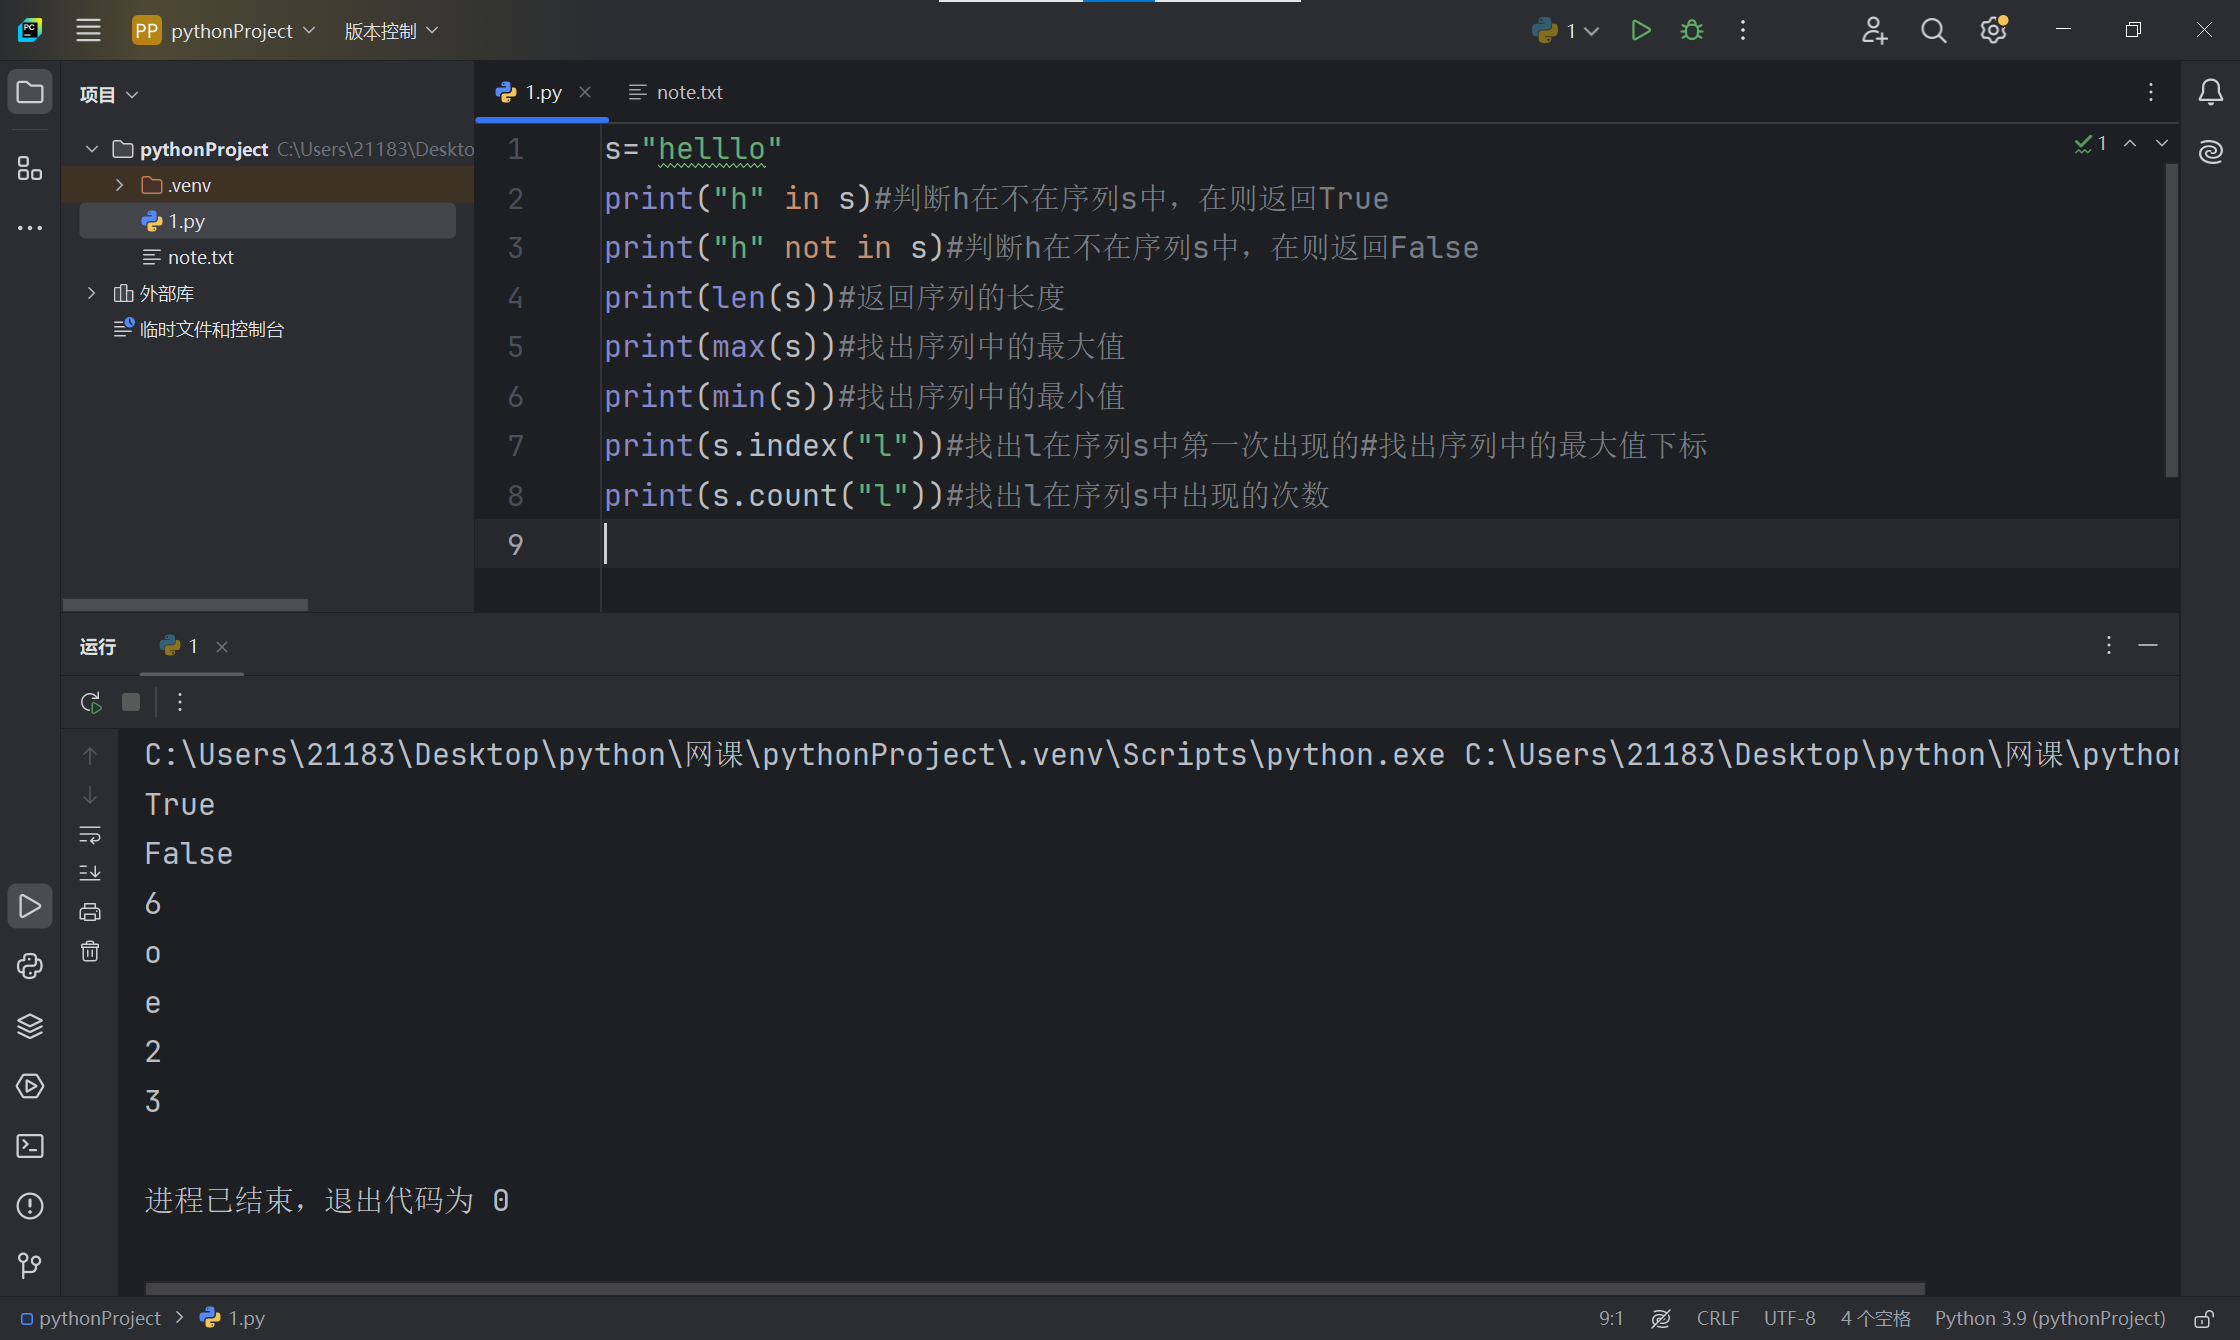 PC
PP pythonProject 版本控制 1
项目
pythonProject C:\Users\21183\Deskto
.venv
1.py
note.txt
外部库
临时文件和控制台
1.py note.txt
1 s="helllo"
2 print("h" in s)#判断h在不在序列s中，在则返回True
3 print("h" not in s)#判断h在不在序列s中，在则返回False
4 print(len(s))#返回序列的长度
5 print(max(s))#找出序列中的最大值
6 print(min(s))#找出序列中的最小值
7 print(s.index("l"))#找出l在序列s中第一次出现的#找出序列中的最大值下标
8 print(s.count("l"))#找出l在序列s中出现的次数
9
1
运行 1
C:\Users\21183\Desktop\python\网课\pythonProject\.venv\Scripts\python.exe C:\Users\21183\Desktop\python\网课\python
True
False
6
o
e
2
3
进程已结束，退出代码为 0
pythonProject 1.py 9:1 CRLF UTF-8 4 个空格 Python 3.9 (pythonProject)